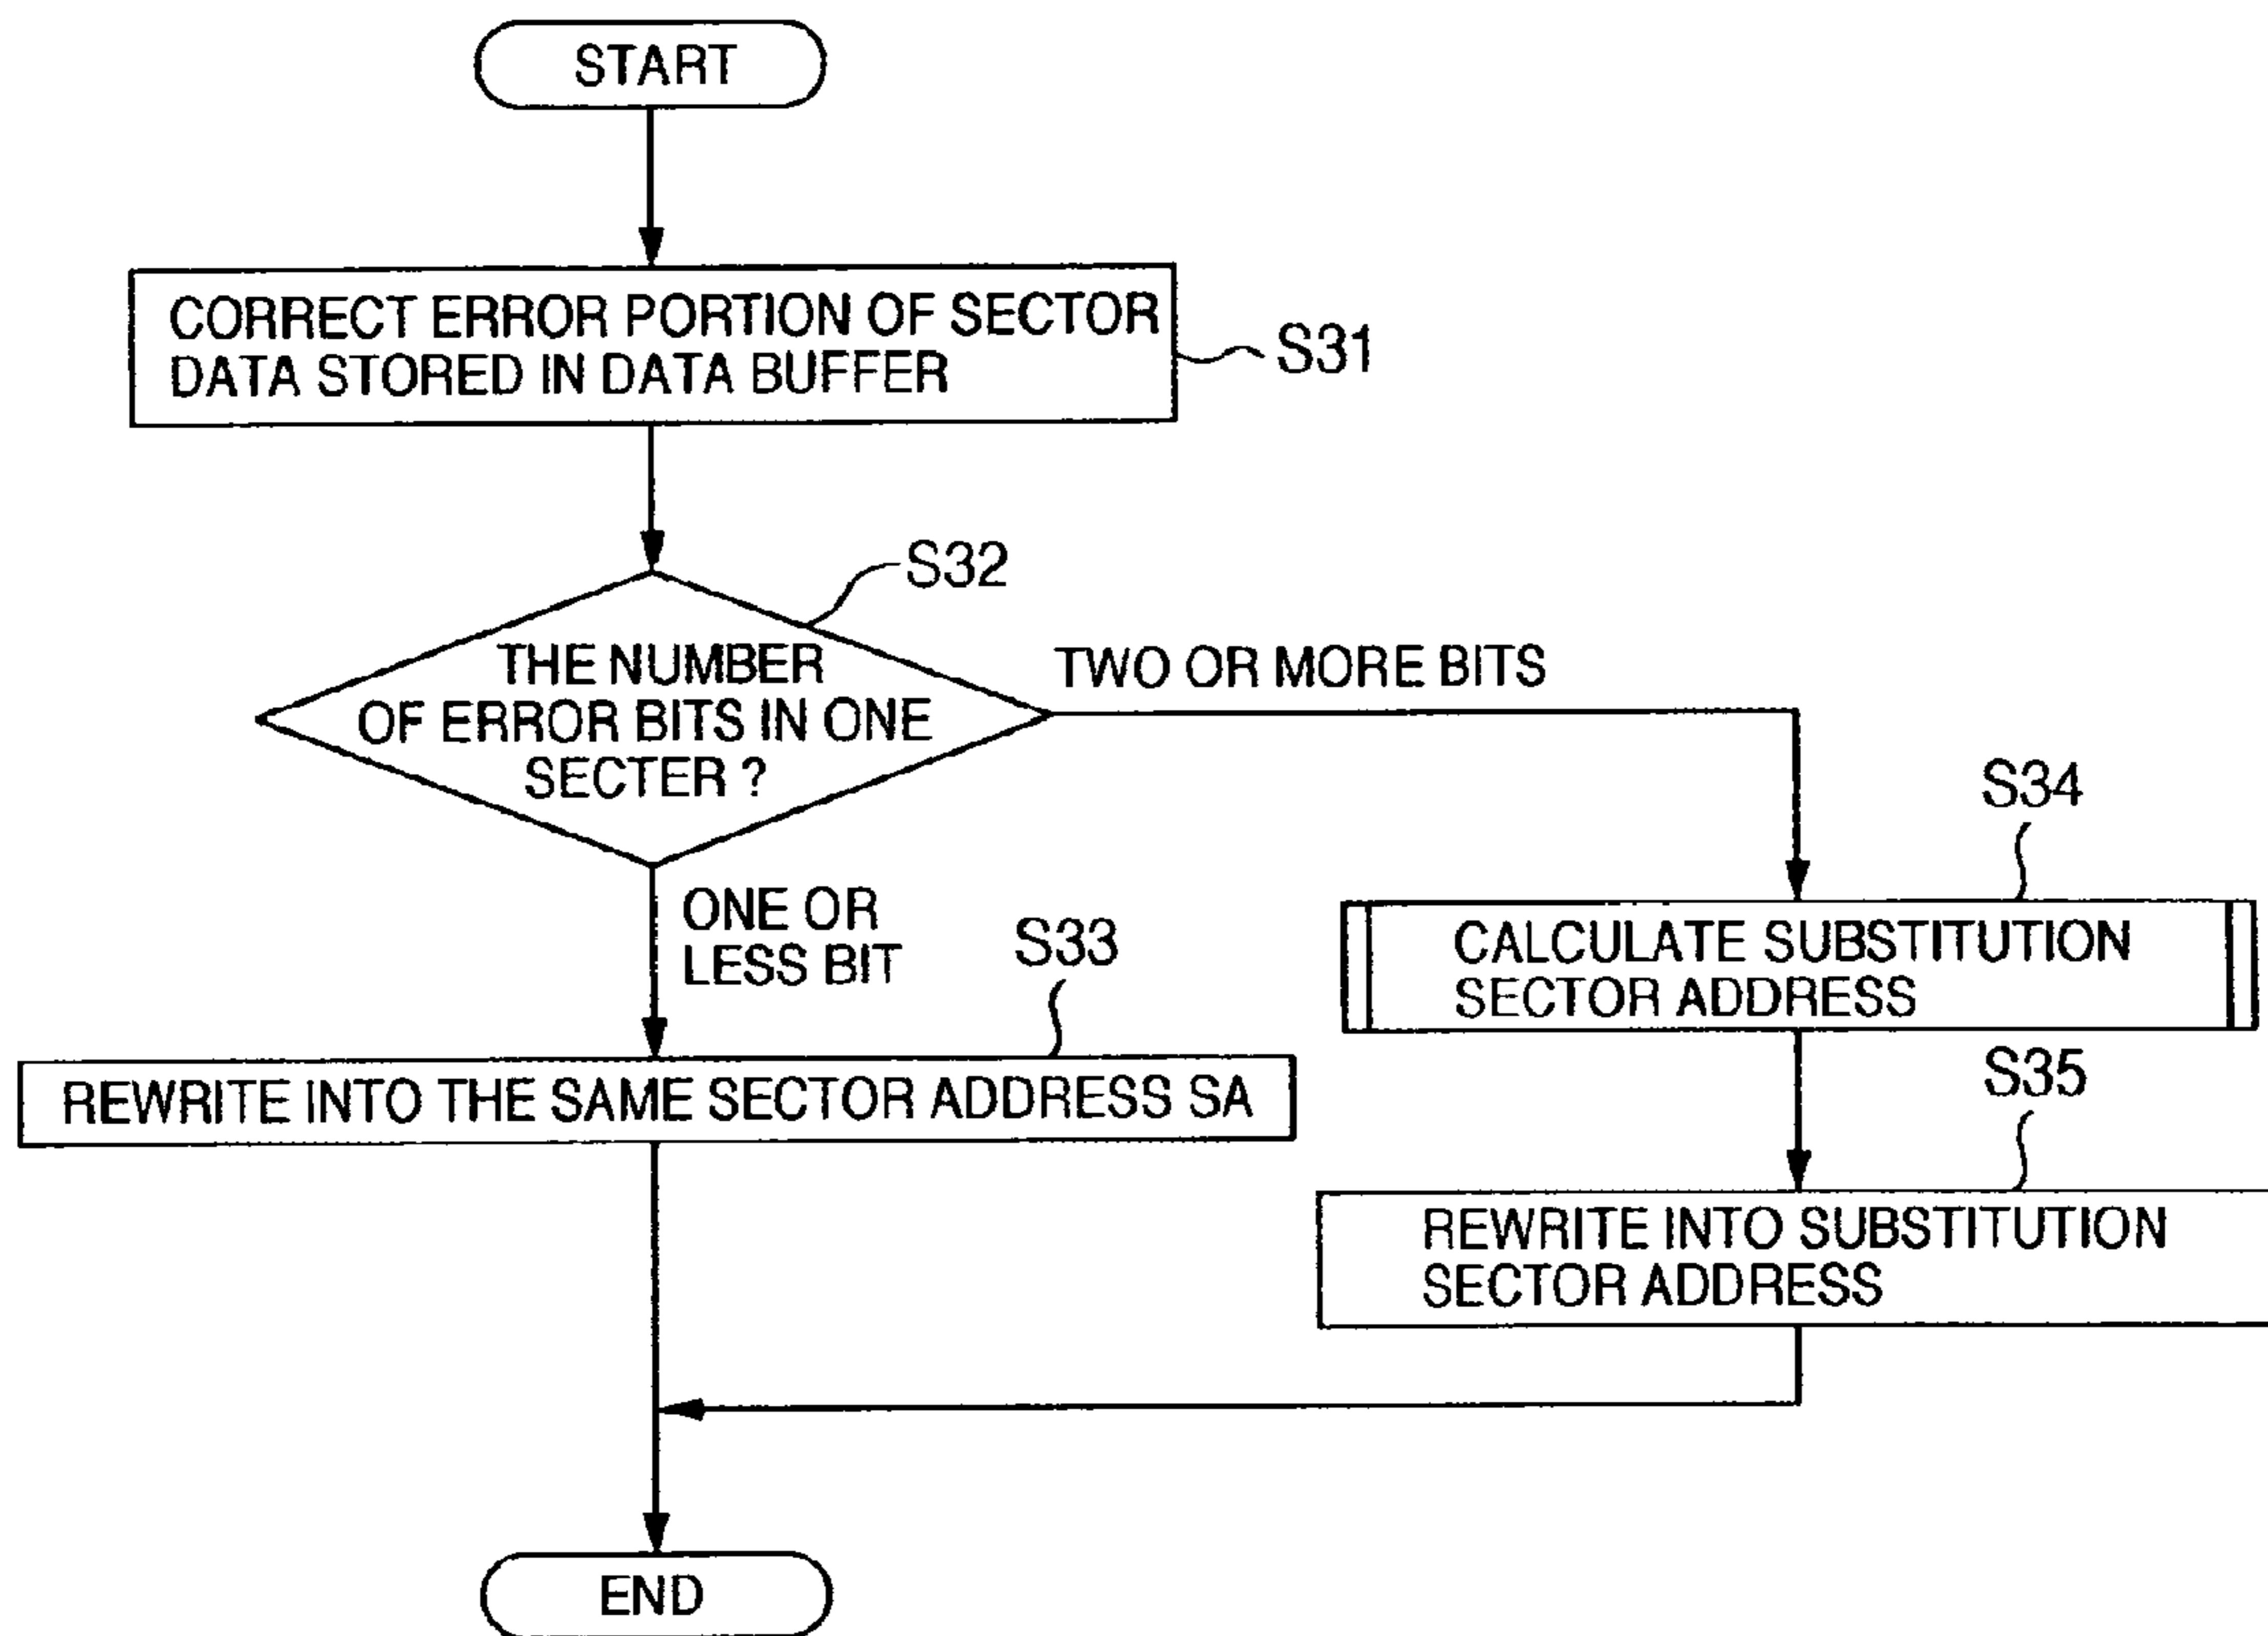 START
CORRECT ERROR PORTION OF SECTOR
DATA STORED IN DATA BUFFER
S31
S32
THE NUMBER
OF ERROR BITS IN ONE
SECTER ?
TWO OR MORE BITS
ONE OR
LESS BIT
S33
REWRITE INTO THE SAME SECTOR ADDRESS SA
S34
CALCULATE SUBSTITUTION
SECTOR ADDRESS
S35
REWRITE INTO SUBSTITUTION
SECTOR ADDRESS
END